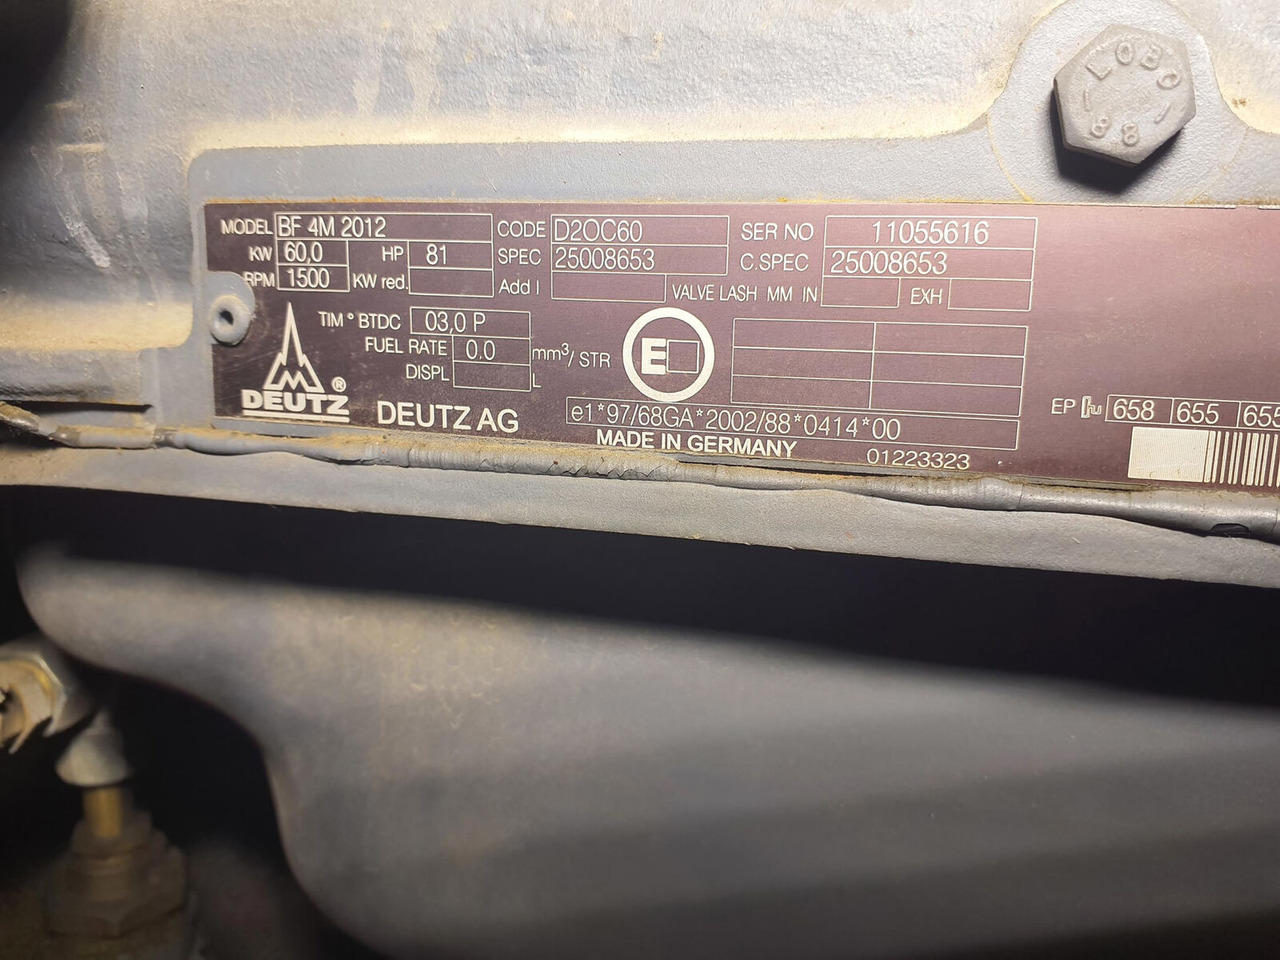 LOBO
88
MODEL BF 4M 2012 CODE D2OC60 SER NO 11055616
KW 60,0 HP 81 SPEC 25008653 C.SPEC 25008653
RPM 1500 KW red. Add I VALVE LASH MM IN EXH
TIM ° BTDC 03,0 P
FUEL RATE 0.0 mm³/ STR E
DISPL L
DEUTZ ® DEUTZ AG e1*97/68GA*2002/88*0414*00 EP 658 655 655
MADE IN GERMANY 01223323